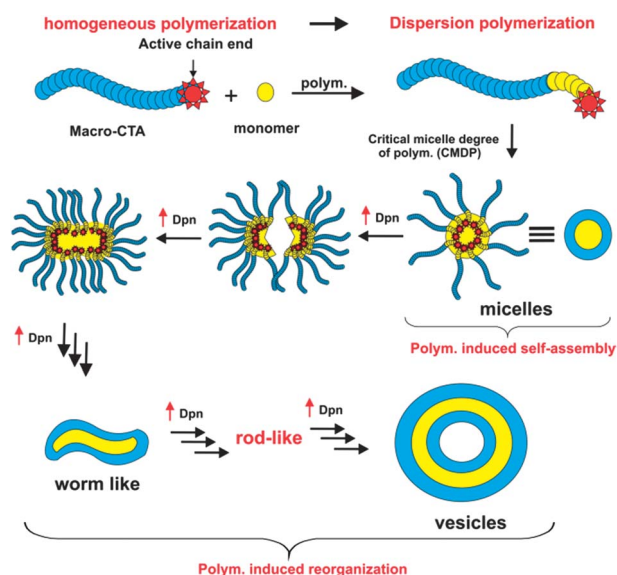 homogeneous polymerization
Dispersion polymerization
Active chain end
+
polym.
Macro-CTA
monomer
Critical micelle degree
of polym. (CMDP)
Dpn
Dpn
micelles
Polym. induced self-assembly
Dpn
Dpn
rod-like
Dpn
worm like
vesicles
Polym. induced reorganization